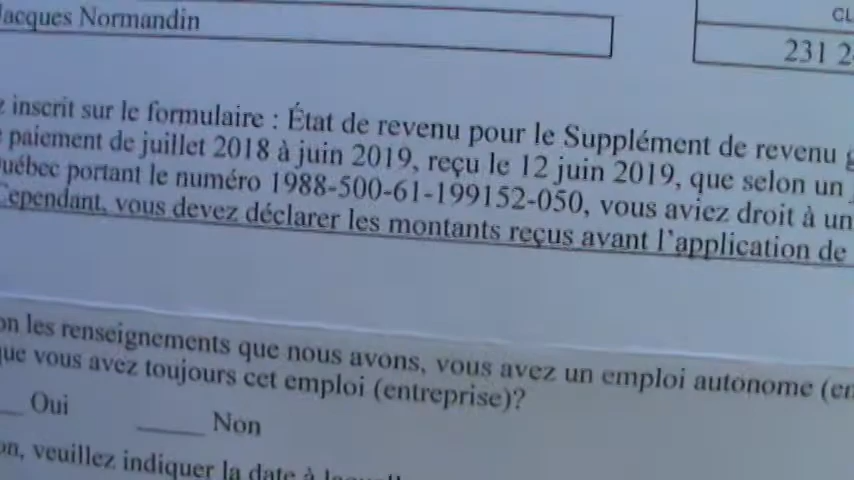 Jacques Normandin
CL
231 2
inscrit sur le formulaire : État de revenu pour le Supplément de revenu g
paiement de juillet 2018 à juin 2019, reçu le 12 juin 2019, que selon un
uébec portant le numéro 1988-500-61-199152-050, vous aviez droit à un
Cependant, vous devez déclarer les montants reçus avant l'application de
on les renseignements que nous avons, vous avez un emploi autonome (en
que vous avez toujours cet emploi (entreprise)?
___ Oui _____ Non
on, veuillez indiquer la date à